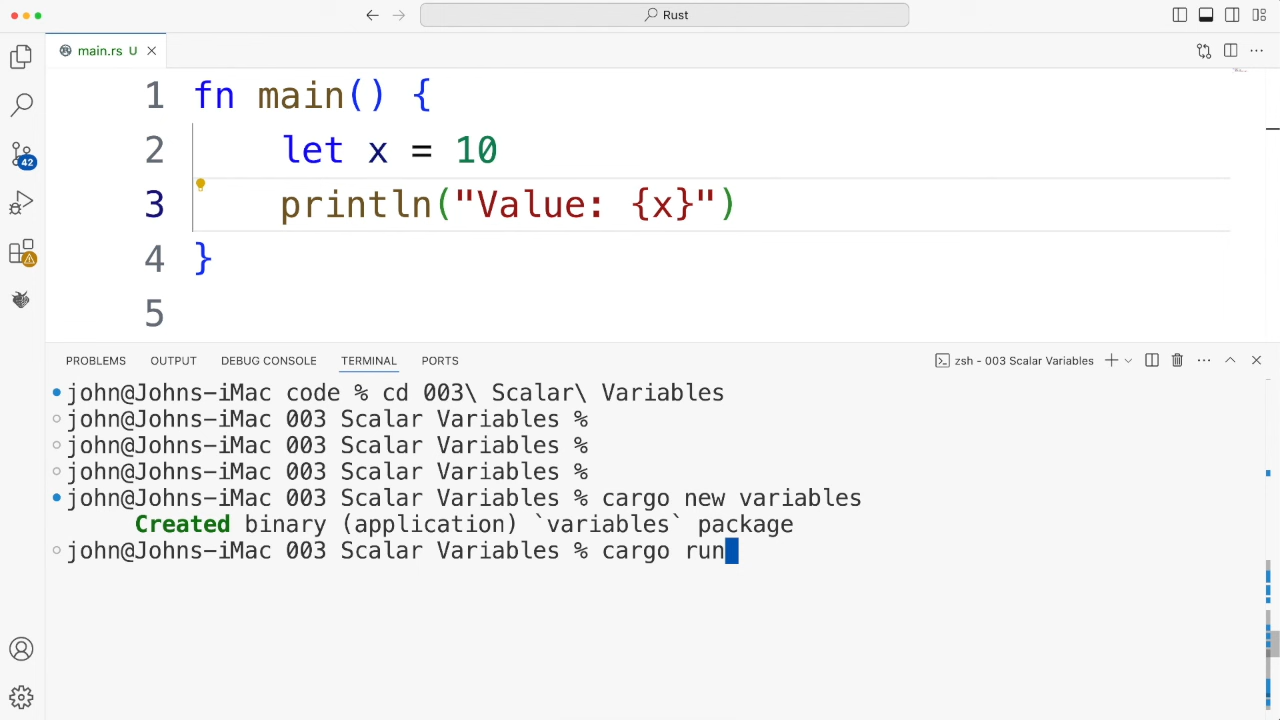 Rust
main.rs U
1 fn main() {
2 let x = 10
3 println("Value: {x}")
4 }
5
42
PROBLEMS OUTPUT DEBUG CONSOLE TERMINAL PORTS zsh - 003 Scalar Variables
john@Johns-iMac code % cd 003\ Scalar\ Variables
john@Johns-iMac 003 Scalar Variables %
john@Johns-iMac 003 Scalar Variables %
john@Johns-iMac 003 Scalar Variables %
john@Johns-iMac 003 Scalar Variables % cargo new variables
Created binary (application) `variables` package
john@Johns-iMac 003 Scalar Variables % cargo run